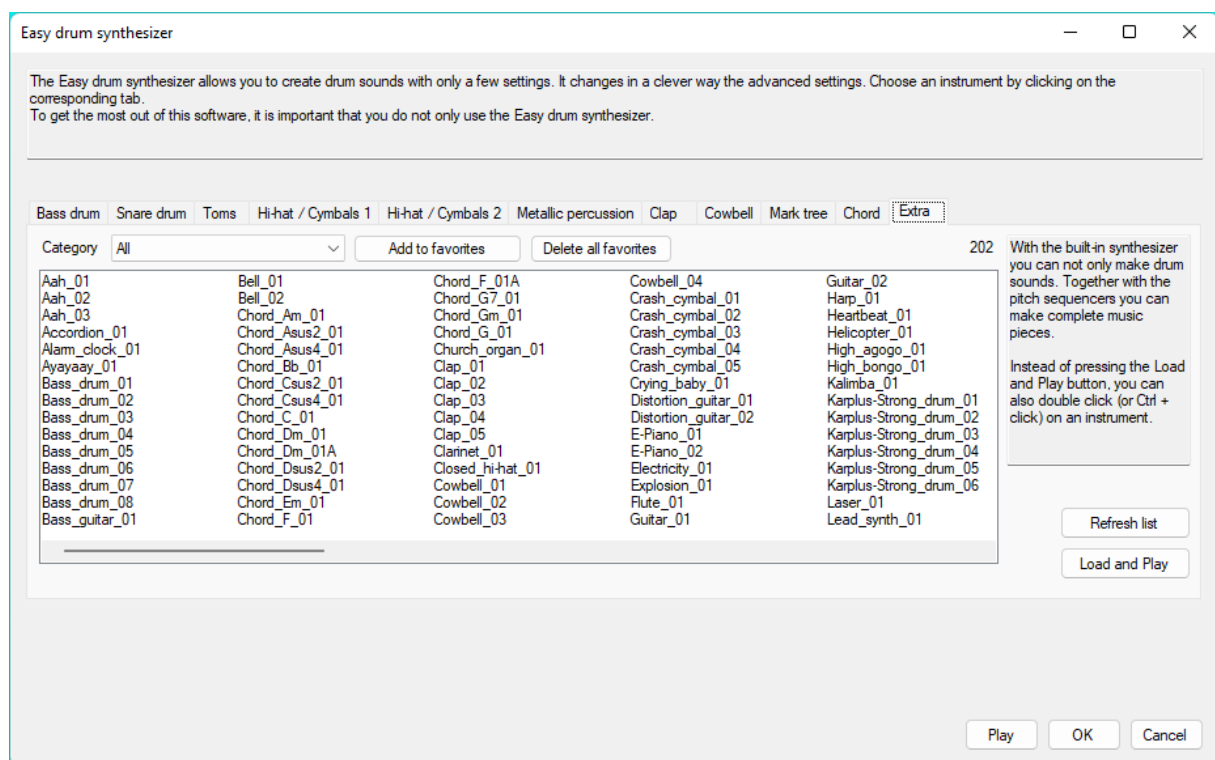 Easy drum synthesizer
The Easy drum synthesizer allows you to create drum sounds with only a few settings. It changes in a clever way the advanced settings. Choose an instrument by clicking on the
corresponding tab.
To get the most out of this software, it is important that you do not only use the Easy drum synthesizer.
Bass drum Snare drum Toms Hi-hat / Cymbals 1 Hi-hat / Cymbals 2 Metallic percussion Clap Cowbell Mark tree Chord Extra
Category All Add to favorites Delete all favorites 202
Aah_01
Aah_02
Aah_03
Accordion_01
Alarm_clock_01
Ayayaay_01
Bass_drum_01
Bass_drum_02
Bass_drum_03
Bass_drum_04
Bass_drum_05
Bass_drum_06
Bass_drum_07
Bass_drum_08
Bass_guitar_01
Bell_01
Bell_02
Chord_Am_01
Chord_Asus2_01
Chord_Asus4_01
Chord_Bb_01
Chord_Csus2_01
Chord_Csus4_01
Chord_C_01
Chord_Dm_01
Chord_Dm_01A
Chord_Dsus2_01
Chord_Dsus4_01
Chord_Em_01
Chord_F_01
Chord_F_01A
Chord_G7_01
Chord_Gm_01
Chord_G_01
Church_organ_01
Clap_01
Clap_02
Clap_03
Clap_04
Clap_05
Clarinet_01
Closed_hi-hat_01
Cowbell_01
Cowbell_02
Cowbell_03
Cowbell_04
Crash_cymbal_01
Crash_cymbal_02
Crash_cymbal_03
Crash_cymbal_04
Crash_cymbal_05
Crying_baby_01
Distortion_guitar_01
Distortion_guitar_02
E-Piano_01
E-Piano_02
Electricity_01
Explosion_01
Flute_01
Guitar_01
Guitar_02
Harp_01
Heartbeat_01
Helicopter_01
High_agogo_01
High_bongo_01
Kalimba_01
Karplus-Strong_drum_01
Karplus-Strong_drum_02
Karplus-Strong_drum_03
Karplus-Strong_drum_04
Karplus-Strong_drum_05
Karplus-Strong_drum_06
Laser_01
Lead_synth_01
With the built-in synthesizer
you can not only make drum
sounds. Together with the
pitch sequencers you can
make complete music
pieces.
Instead of pressing the Load
and Play button, you can
also double click (or Ctrl +
click) on an instrument.
Refresh list
Load and Play
Play OK Cancel